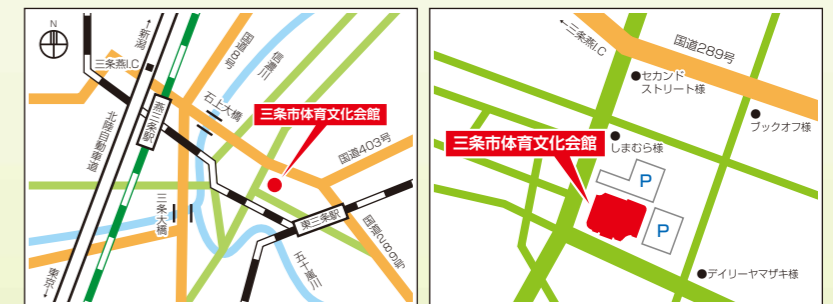 N
←新潟
三条燕I.C
国道8号
信濃川
石上大橋
燕三条駅
三条市体育文化会館
北陸自動車道
国道403号
三条大橋
東三条駅
国道289号
五十嵐川
東京→
←三条燕I.C
国道289号
●セカンド
ストリート様
ブックオフ様
しまむら様
三条市体育文化会館
P
P
●デイリーヤマザキ様